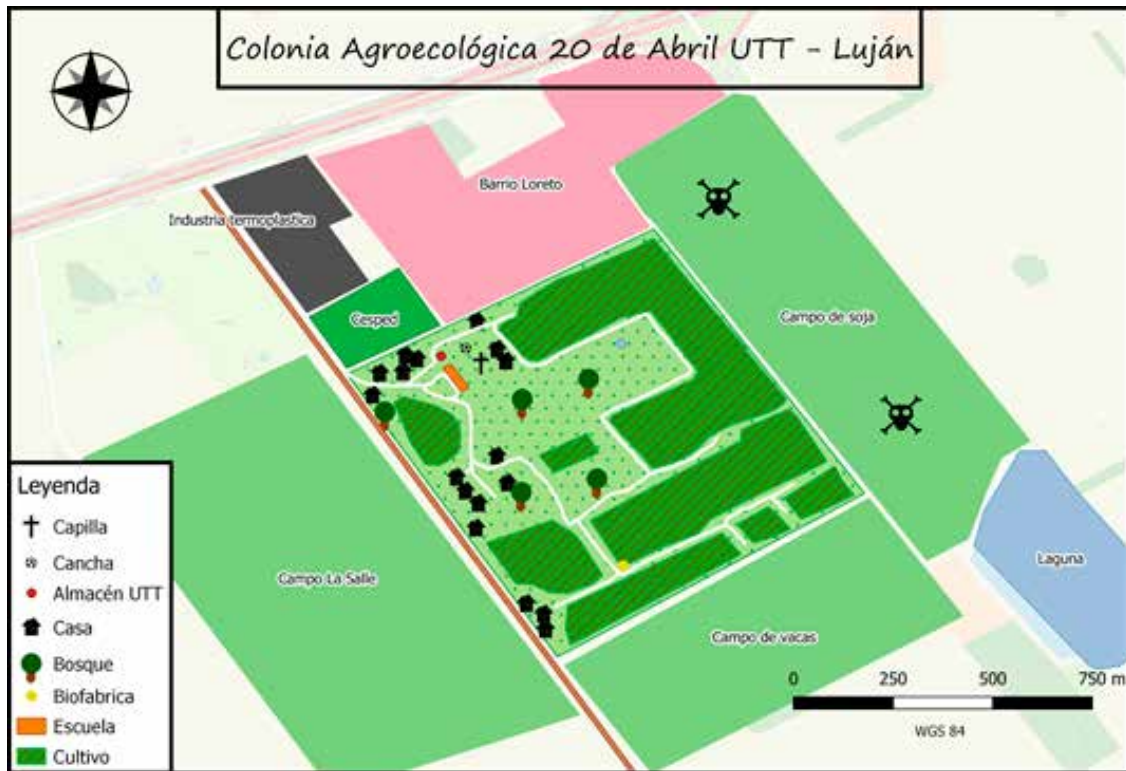 Colonia Agroecológica 20 de Abril UTT - Luján
Barrio Loreto
Industria termoplastica
Cesped
Campo de soja
Campo La Salle
Laguna
Campo de vacas
Leyenda
Capilla
Cancha
Almacén UTT
Casa
Bosque
Biofabrica
Escuela
Cultivo
0 250 500 750 m
WGS 84